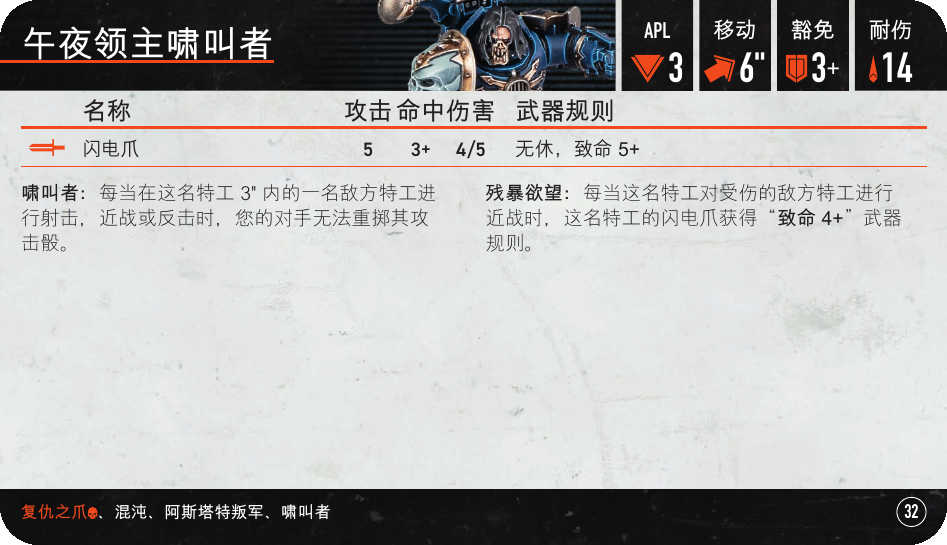 午夜领主啸叫者
APL 移动 豁免 耐伤
3 6" 3+ 14
名称 攻击 命中 伤害 武器规则
闪电爪 5 3+ 4/5 无休，致命 5+
啸叫者：每当在这名特工 3" 内的一名敌方特工进
行射击，近战或反击时，您的对手无法重掷其攻
击骰。
残暴欲望：每当这名特工对受伤的敌方特工进行
近战时，这名特工的闪电爪获得“致命 4+”武器
规则。
复仇之爪、混沌、阿斯塔特叛军、啸叫者
32